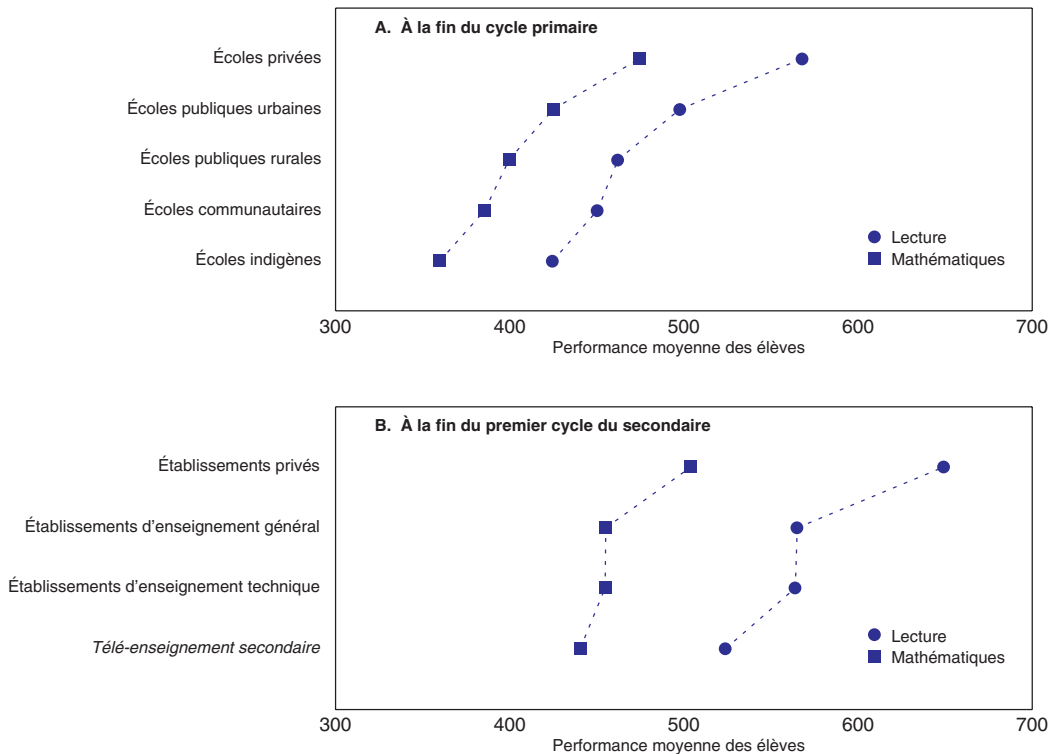 A. À la fin du cycle primaire
Écoles privées
Écoles publiques urbaines
Écoles publiques rurales
Écoles communautaires
Écoles indigènes
Lecture
Mathématiques
300 400 500 600 700
Performance moyenne des élèves
B. À la fin du premier cycle du secondaire
Établissements privés
Établissements d'enseignement général
Établissements d'enseignement technique
Télé-enseignement secondaire
Lecture
Mathématiques
300 400 500 600 700
Performance moyenne des élèves